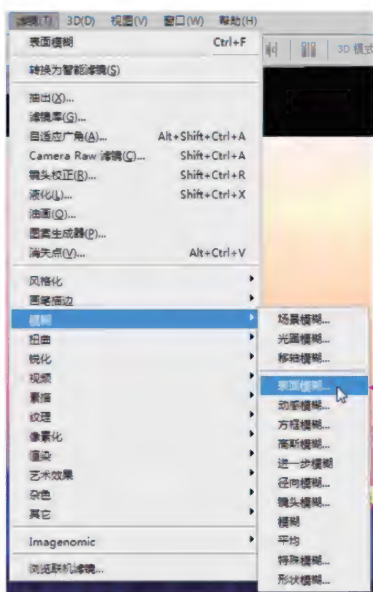 滤镜(T) 3D(D) 视图(V) 窗口(W) 帮助(H)
3D 模式
表面模糊 Ctrl+F
转换为智能滤镜(S)
抽出(X)...
滤镜库(G)...
自适应广角(A)... Alt+Shift+Ctrl+A
Camera Raw 滤镜(C)... Shift+Ctrl+A
镜头校正(R)... Shift+Ctrl+R
液化(L)... Shift+Ctrl+X
油画(O)...
图案生成器(P)...
消失点(V)... Alt+Ctrl+V
风格化
画笔描边
模糊
扭曲
锐化
视频
素描
纹理
像素化
渲染
艺术效果
杂色
其它
Imagenomic
浏览联机滤镜...
场景模糊...
光圈模糊...
移轴模糊...
表面模糊...
动感模糊...
方框模糊...
高斯模糊...
进一步模糊
径向模糊...
镜头模糊...
模糊
平均
特殊模糊...
形状模糊...